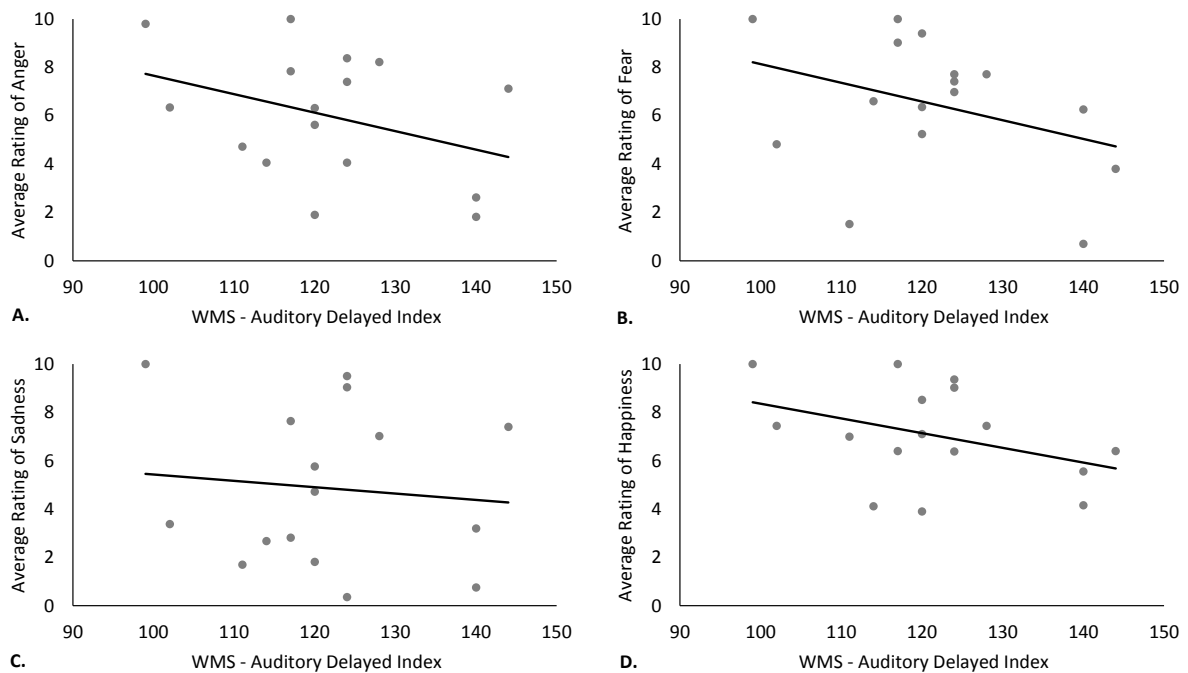 Average Rating of Anger
10
8
6
4
2
0
90 100 110 120 130 140 150
WMS - Auditory Delayed Index
A.
Average Rating of Fear
10
8
6
4
2
0
90 100 110 120 130 140 150
WMS - Auditory Delayed Index
B.
Average Rating of Sadness
10
8
6
4
2
0
90 100 110 120 130 140 150
WMS - Auditory Delayed Index
C.
Average Rating of Happiness
10
8
6
4
2
0
90 100 110 120 130 140 150
WMS - Auditory Delayed Index
D.